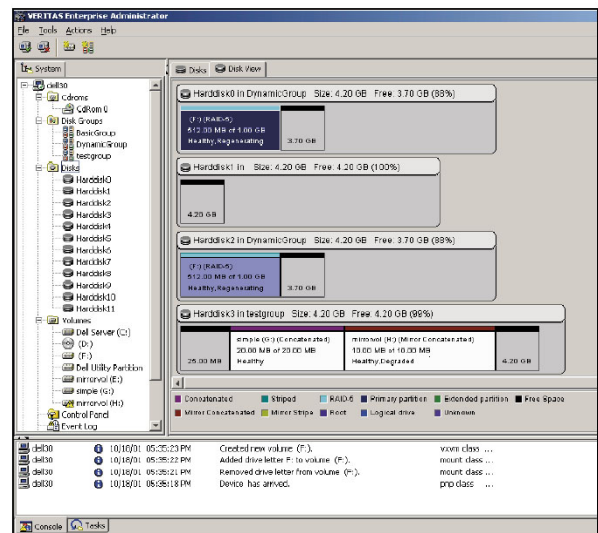 VERITAS Enterprise Administrator
File Tools Actions Help
System
dell30
Cdroms
CdRom 0
Disk Groups
BasicGroup
DynamicGroup
testgroup
Disks
Harddisk0
Harddisk1
Harddisk2
Harddisk3
Harddisk4
Harddisk5
Harddisk6
Harddisk7
Harddisk8
Harddisk9
Harddisk10
Harddisk11
Volumes
Dell Server (C:)
(D:)
(F:)
Dell Utility Partition
mirrorvol (E:)
simple (G:)
mirrorvol (H:)
Control Panel
Event Log
Disks Disk View
Harddisk0 in DynamicGroup Size: 4.20 GB Free: 3.70 GB (88%)
(F:) (RAID-5)
512.00 MB of 1.00 GB
Healthy, Regenerating 3.70 GB
Harddisk1 in Size: 4.20 GB Free: 4.20 GB (100%)
4.20 GB
Harddisk2 in DynamicGroup Size: 4.20 GB Free: 3.70 GB (88%)
(F:) (RAID-5)
512.00 MB of 1.00 GB
Healthy, Regenerating 3.70 GB
Harddisk3 in testgroup Size: 4.20 GB Free: 4.20 GB (99%)
simple (G:) (Concatenated) mirrorvol (H:) (Mirror Concatenated)
20.00 MB of 20.00 MB 10.00 MB of 10.00 MB
25.00 MB Healthy Healthy, Degraded 4.20 GB
Concatenated Striped RAID-5 Primary partition Extended partition Free Space
Mirror Concatenated Mirror Stripe Root Logical drive Unknown
dell30 10/18/01 05:35:23 PM Created new volume (F:). vxvm class ...
dell30 10/18/01 05:35:22 PM Added drive letter F: to volume (F:). mount class ...
dell30 10/18/01 05:35:21 PM Removed drive letter from volume (F:). mount class ...
dell30 10/18/01 05:35:18 PM Device has arrived. pnp class ...
Console Tasks